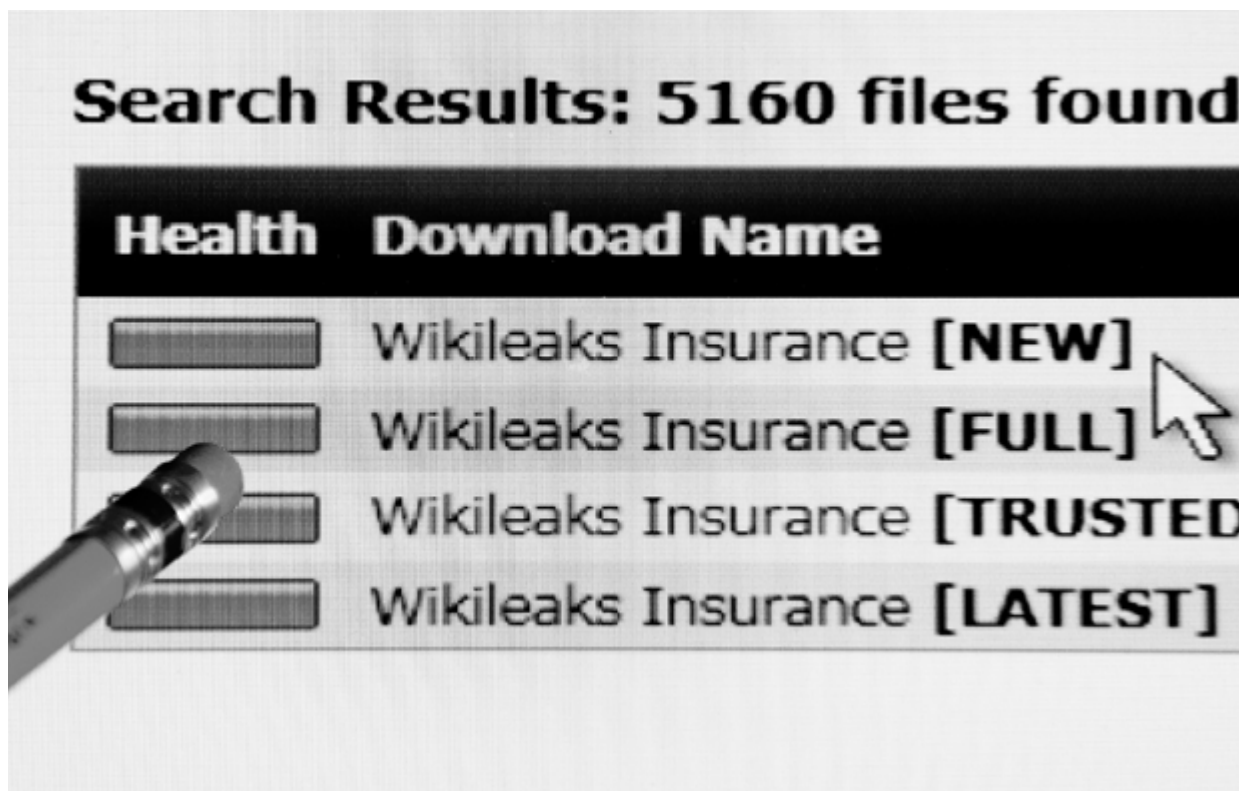 Search Results: 5160 files found
Health Download Name
Wikileaks Insurance [NEW]
Wikileaks Insurance [FULL]
Wikileaks Insurance [TRUSTED
Wikileaks Insurance [LATEST]